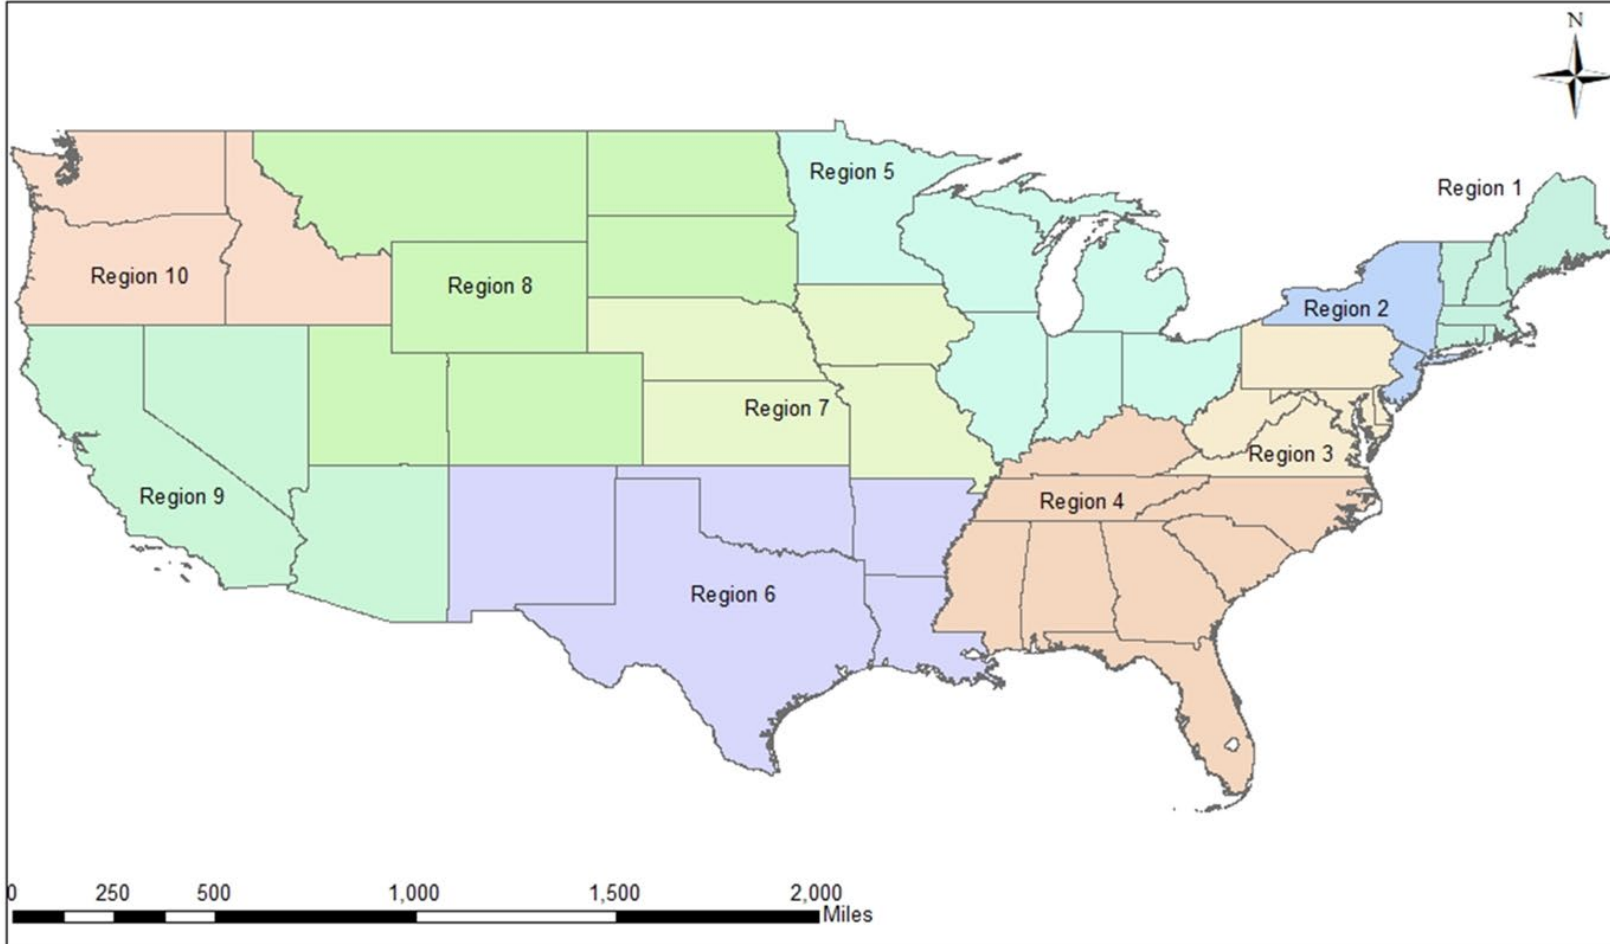 N
Region 5
Region 1
Region 10
Region 8
Region 2
Region 7
Region 3
Region 9
Region 4
Region 6
0 250 500 1,000 1,500 2,000
Miles